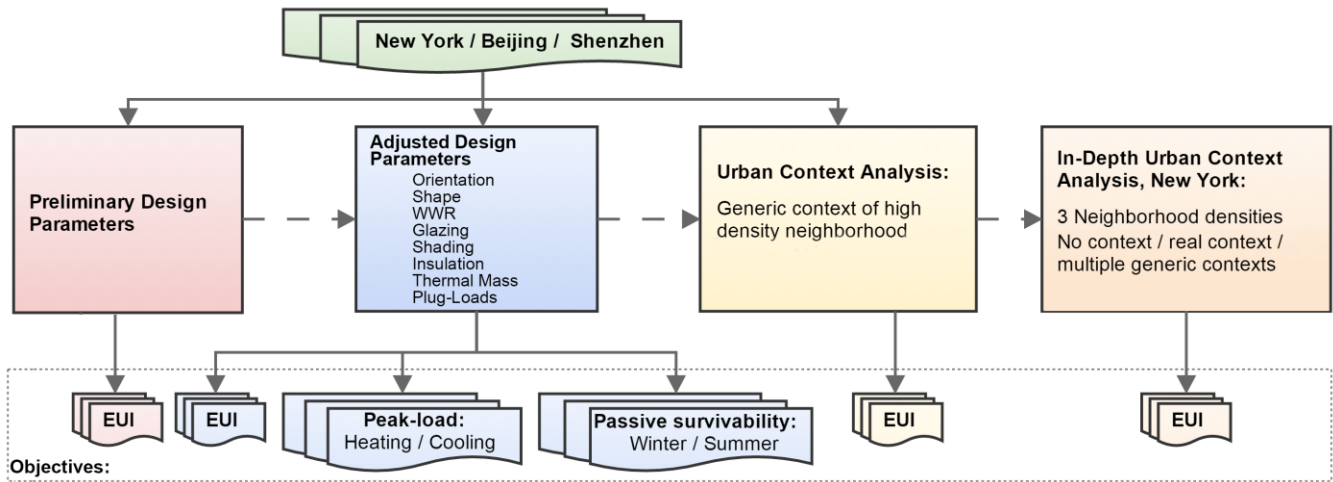 New York / Beijing / Shenzhen
Preliminary Design
Parameters
Adjusted Design
Parameters
Orientation
Shape
WWR
Glazing
Shading
Insulation
Thermal Mass
Plug-Loads
Urban Context Analysis:
Generic context of high
density neighborhood
In-Depth Urban Context
Analysis, New York:
3 Neighborhood densities
No context / real context /
multiple generic contexts
EUI
EUI
Peak-load:
Heating / Cooling
Passive survivability:
Winter / Summer
EUI
EUI
Objectives: